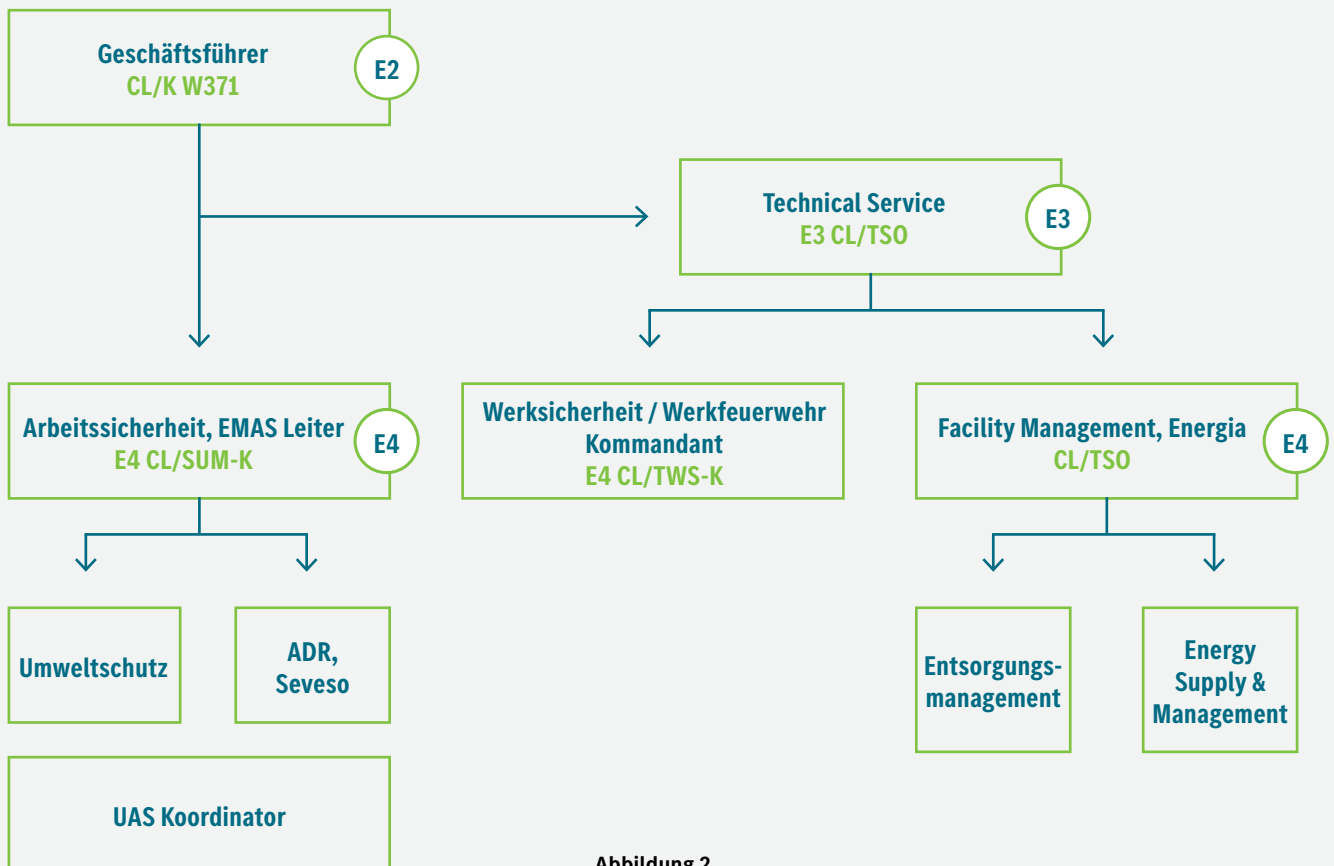 Geschäftsführer
CL/K W371
E2
Technical Service
E3 CL/TSO
E3
Arbeitssicherheit, EMAS Leiter
E4 CL/SUM-K
E4
Werksicherheit / Werkfeuerwehr
Kommandant
E4 CL/TWS-K
Facility Management, Energia
CL/TSO
E4
Umweltschutz
ADR,
Seveso
Entsorgungs-
management
Energy
Supply &
Management
UAS Koordinator
Abbildung 2